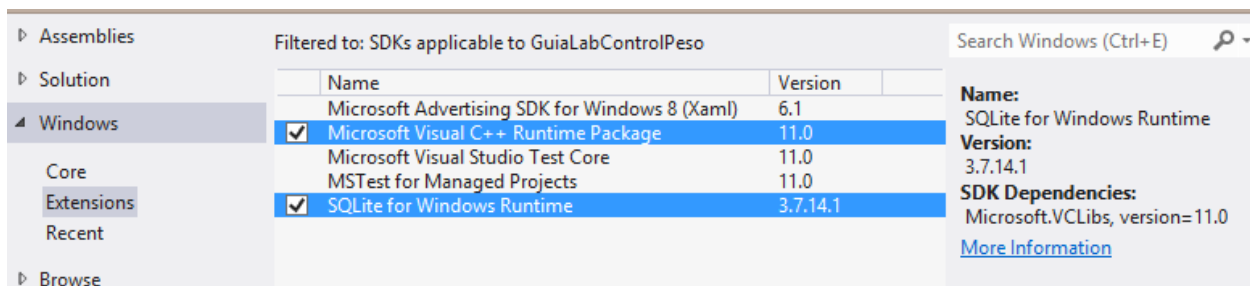 Assemblies
Solution
Windows
Core
Extensions
Recent
Browse
Filtered to: SDKs applicable to GuiaLabControlPeso
Name Version
Microsoft Advertising SDK for Windows 8 (Xaml) 6.1
Microsoft Visual C++ Runtime Package 11.0
Microsoft Visual Studio Test Core 11.0
MSTest for Managed Projects 11.0
SQLite for Windows Runtime 3.7.14.1
Search Windows (Ctrl+E)
Name:
SQLite for Windows Runtime
Version:
3.7.14.1
SDK Dependencies:
Microsoft.VCLibs, version=11.0
More Information